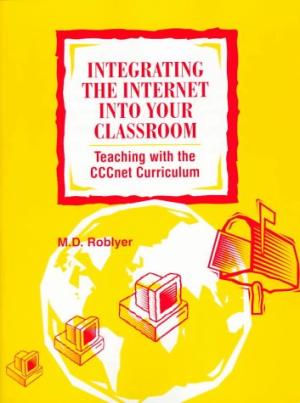 INTEGRATING
THE INTERNET
INTO YOUR
CLASSROOM
Teaching with the
CCCnet Curriculum
M.D. Roblyer